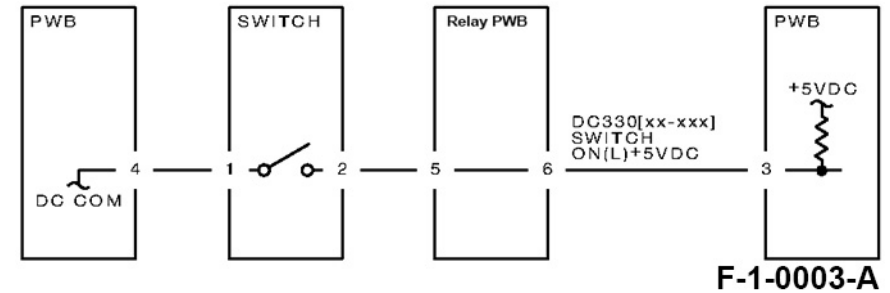 PWB
SWITCH
Relay PWB
PWB
+5VDC
DC330[xx-xxx]
SWITCH
ON(L)+5VDC
4 1 2 5 6 3
DC COM
F-1-0003-A